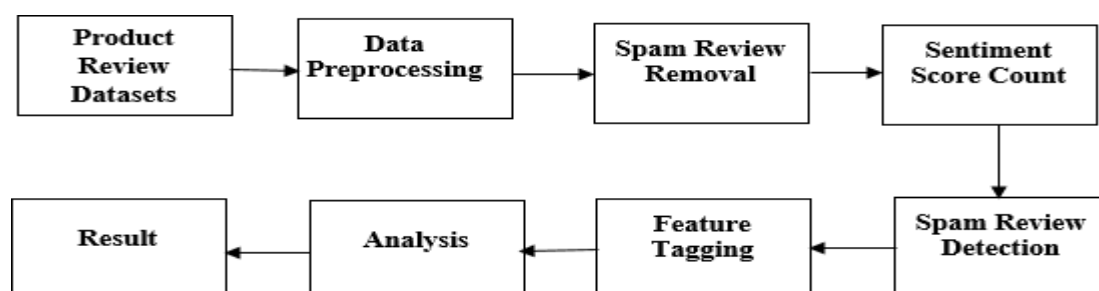 Product
Review
Datasets
Data
Preprocessing
Spam Review
Removal
Sentiment
Score Count
Spam Review
Detection
Feature
Tagging
Analysis
Result